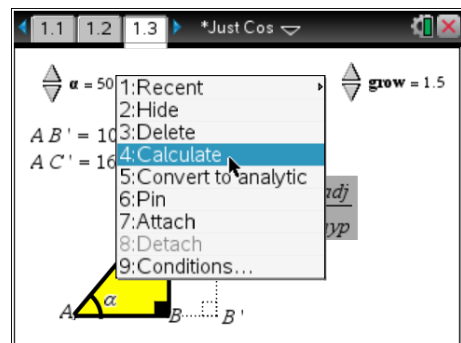 1.1 1.2 1.3 *Just Cos
α = 50
grow = 1.5
A B ' = 10
A C ' = 16
1:Recent
2:Hide
3:Delete
4:Calculate
5:Convert to analytic
6:Pin
7:Attach
8:Detach
9:Conditions...
adj
A α B B '